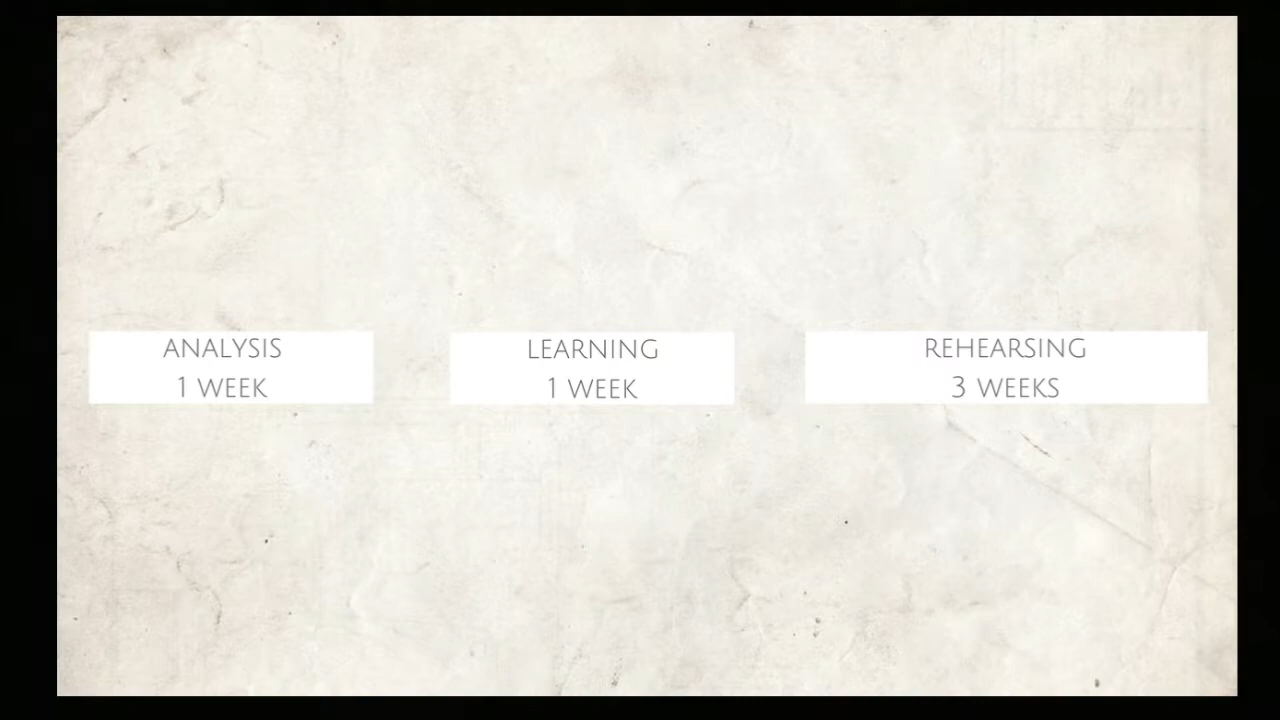 ANALYSIS
1 WEEK
LEARNING
1 WEEK
REHEARSING
3 WEEKS